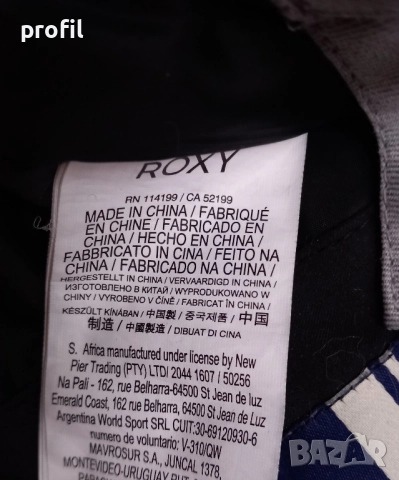 profil
ROXY
RN 114199 / CA 52199
MADE IN CHINA / FABRIQUÉ
EN CHINE / FABRICADO EN
CHINA / HECHO EN CHINA /
FABBRICATO IN CINA / FEITO NA
CHINA / FABRICADO NA CHINA /
HERGESTELLT IN CHINA / VERVAARDIGD IN CHINA /
ИЗГОТОВЛЕНО В КИТАЙ / WYPRODUKOWANO W
CHINY / VYROBENO V ČÍNĚ / FABRICAT ÎN CHINA /
KÉSZÜLT KÍNÁBAN / 中国製 / 중국제품 / 中国
制造 / 中國製造 / DIBUAT DI CINA
S. Africa manufactured under license by New
Pier Trading (PTY) LTD/ 2044 1607 / 50256
Na Pali - 162 rue Belharra-64500 St Jean de Luz
Emerald Coast, 162 rue Belharra-64500 St Jean de Luz
Argentina World Sport SRL CUIT:30-69120930-6
numero de voluntario: V-310/QW
MAVROSUR S.A., JUNCAL 1378,
MONTEVIDEO-URUGUAY RUT
BAZAR